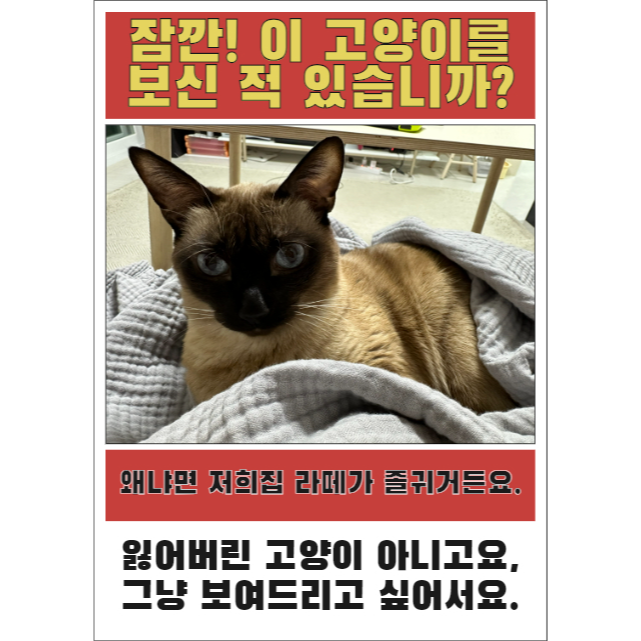 잠깐! 이 고양이를
보신 적 있습니까?
왜냐면 저희집 라떼가 졸귀거든요.
잃어버린 고양이 아니고요,
그냥 보여드리고 싶어서요.